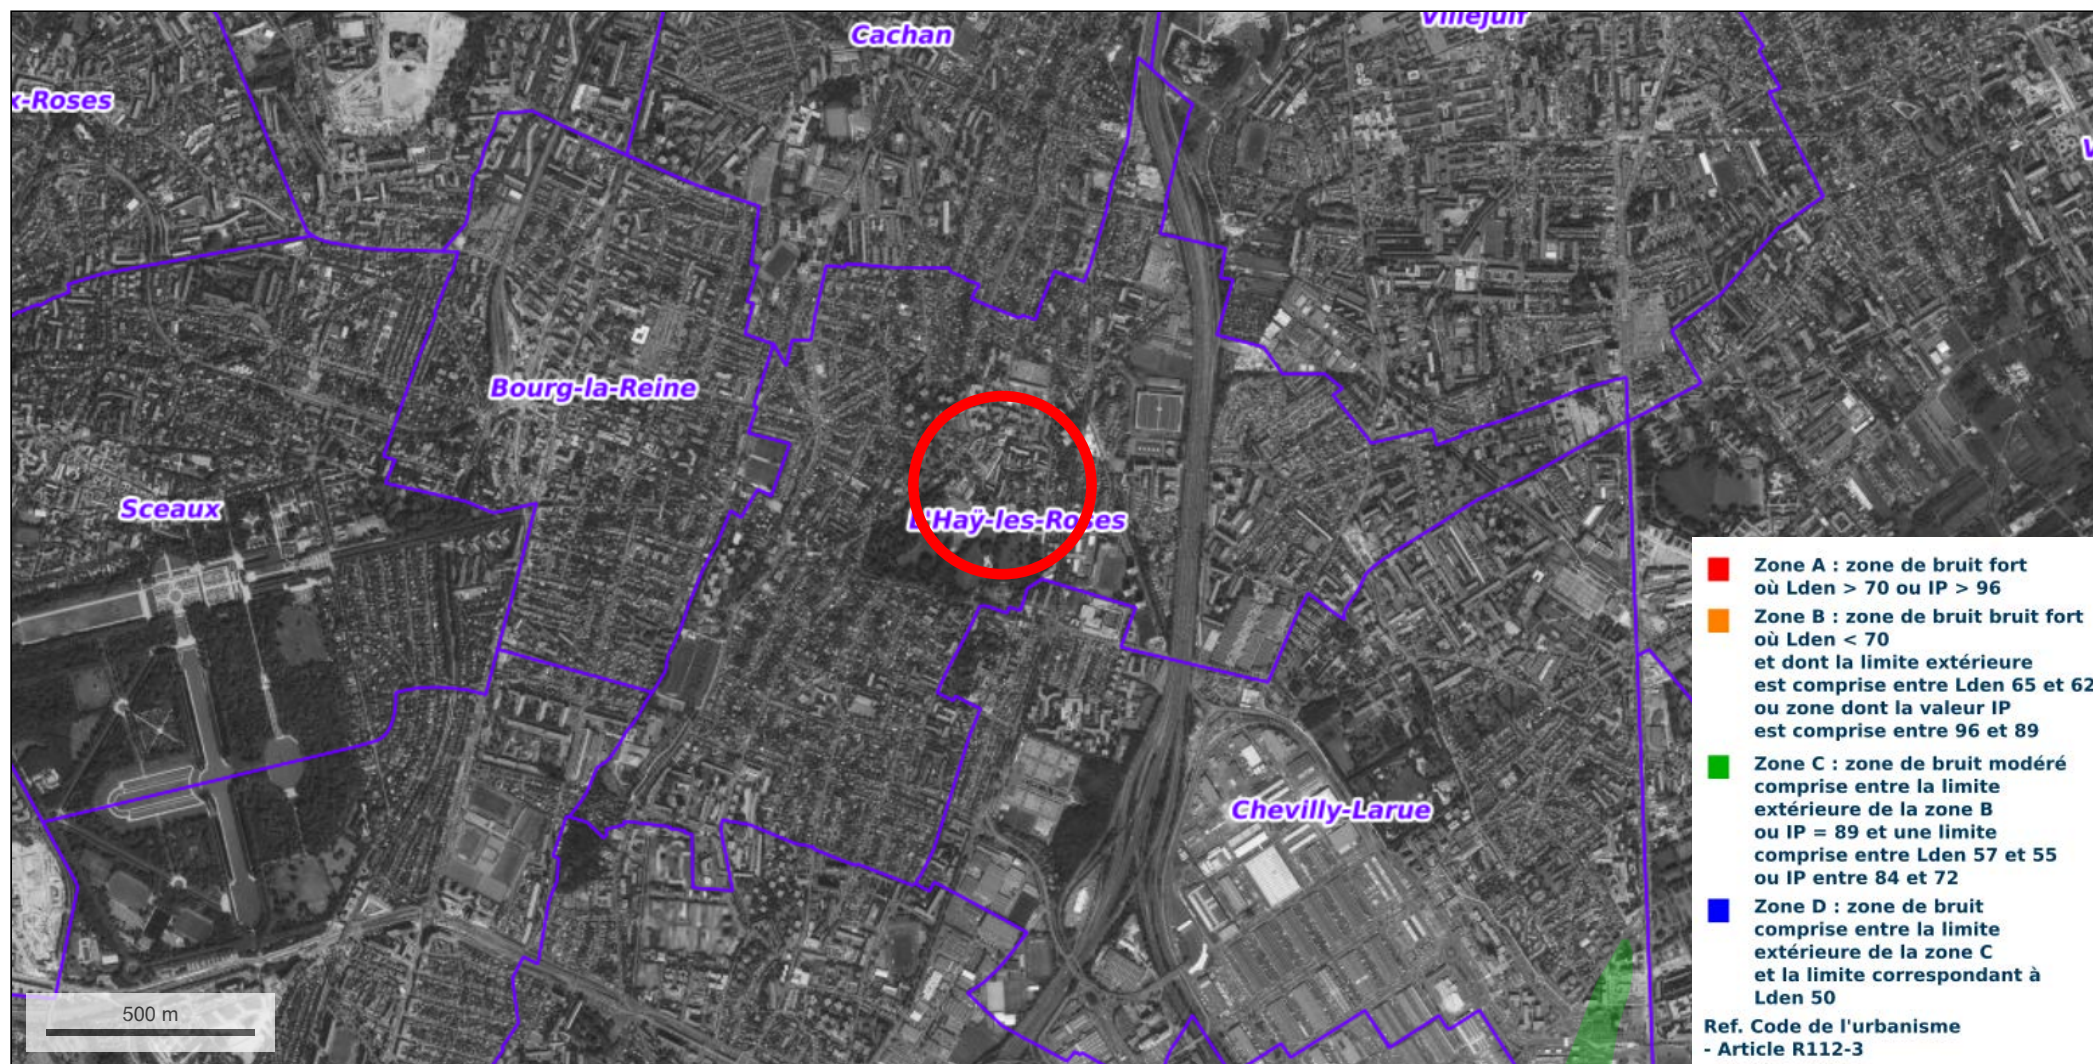 Cachan
Villejuif
x-Roses
V
Bourg-la-Reine
Sceaux
L'Haÿ-les-Roses
Chevilly-Larue
500 m
Zone A : zone de bruit fort
où Lden > 70 ou IP > 96
Zone B : zone de bruit bruit fort
où Lden < 70
et dont la limite extérieure
est comprise entre Lden 65 et 62
ou zone dont la valeur IP
est comprise entre 96 et 89
Zone C : zone de bruit modéré
comprise entre la limite
extérieure de la zone B
ou IP = 89 et une limite
comprise entre Lden 57 et 55
ou IP entre 84 et 72
Zone D : zone de bruit
comprise entre la limite
extérieure de la zone C
et la limite correspondant à
Lden 50
Ref. Code de l'urbanisme
- Article R112-3